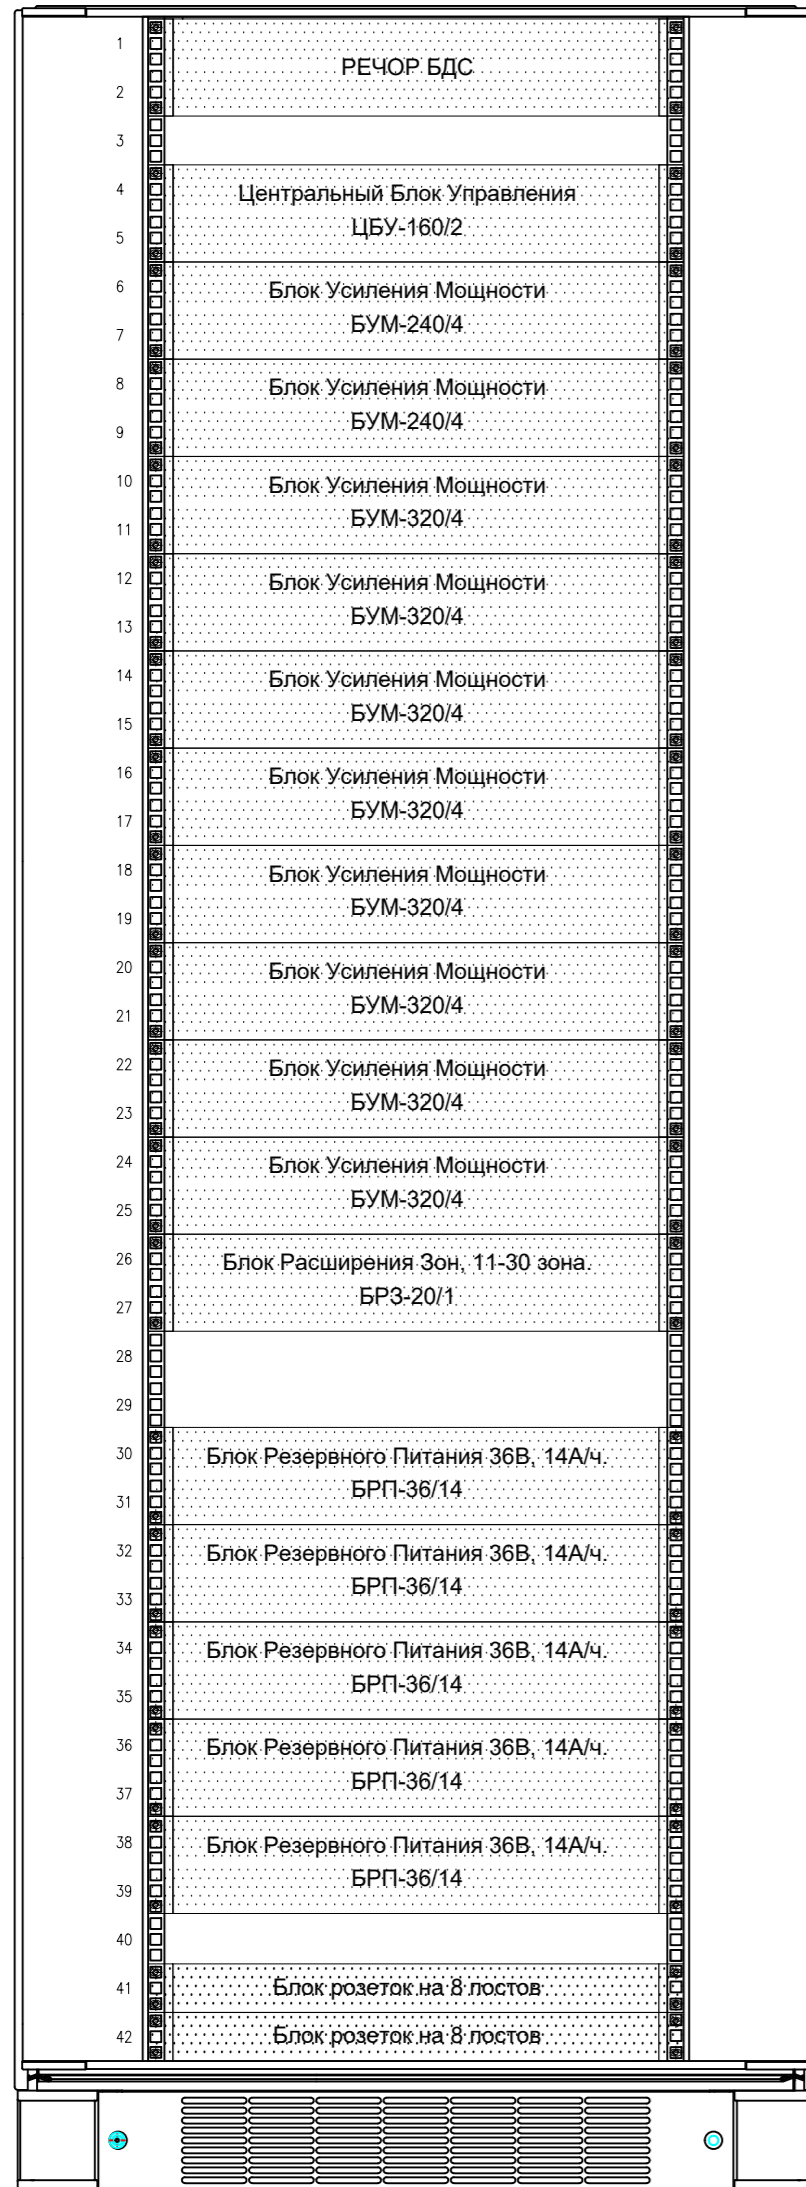 1
РЕЧОР БДС
2
3
4
Центральный Блок Управления
ЦБУ-160/2
5
6
Блок Усиления Мощности
БУМ-240/4
7
8
Блок Усиления Мощности
БУМ-240/4
9
10
Блок Усиления Мощности
БУМ-320/4
11
12
Блок Усиления Мощности
БУМ-320/4
13
14
Блок Усиления Мощности
БУМ-320/4
15
16
Блок Усиления Мощности
БУМ-320/4
17
18
Блок Усиления Мощности
БУМ-320/4
19
20
Блок Усиления Мощности
БУМ-320/4
21
22
Блок Усиления Мощности
БУМ-320/4
23
24
Блок Усиления Мощности
БУМ-320/4
25
26
Блок Расширения Зон, 11-30 зона.
БРЗ-20/1
27
28
29
30
Блок Резервного Питания 36В, 14А/ч.
БРП-36/14
31
32
Блок Резервного Питания 36В, 14А/ч.
БРП-36/14
33
34
Блок Резервного Питания 36В, 14А/ч.
БРП-36/14
35
36
Блок Резервного Питания 36В, 14А/ч.
БРП-36/14
37
38
Блок Резервного Питания 36В, 14А/ч.
БРП-36/14
39
40
41 Блок розеток на 8 постов
42 Блок розеток на 8 постов